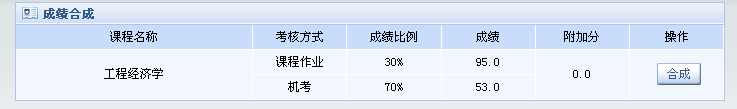 成绩合成
课程名称 考核方式 成绩比例 成绩 附加分 操作
工程经济学 课程作业 30% 95.0 0.0 合成
机考 70% 53.0